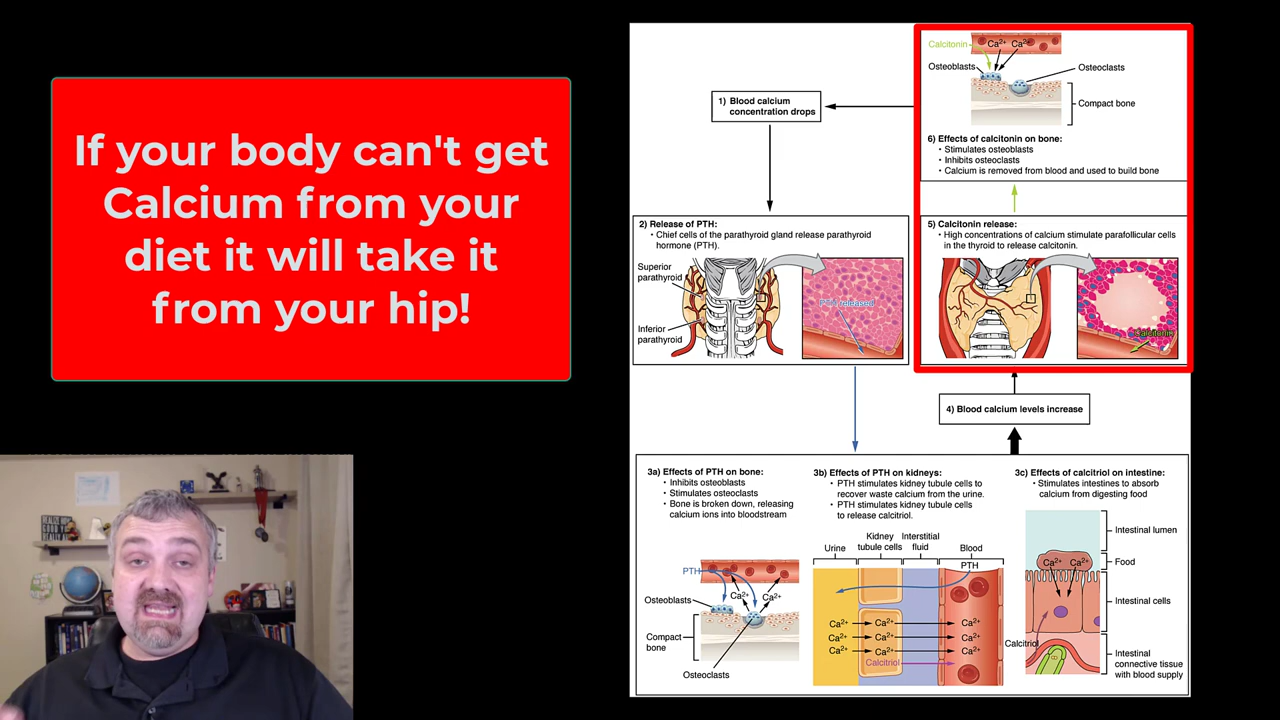 If your body can't get
Calcium from your
diet it will take it
from your hip!
1) Blood calcium
concentration drops
Calcitonin
Ca2+ Ca2+
Osteoblasts
Osteoclasts
Compact bone
6) Effects of calcitonin on bone:
• Stimulates osteoblasts
• Inhibits osteoclasts
• Calcium is removed from blood and used to build bone
2) Release of PTH:
• Chief cells of the parathyroid gland release parathyroid
hormone (PTH).
Superior
parathyroid
Inferior
parathyroid
PTH released
5) Calcitonin release:
• High concentrations of calcium stimulate parafollicular cells
in the thyroid to release calcitonin.
Calcitonin
4) Blood calcium levels increase
3a) Effects of PTH on bone:
• Inhibits osteoblasts
• Stimulates osteoclasts
• Bone is broken down, releasing
calcium ions into bloodstream
PTH
Ca2+ Ca2+
Osteoblasts
Compact
bone
Osteoclasts
3b) Effects of PTH on kidneys:
• PTH stimulates kidney tubule cells to
recover waste calcium from the urine.
• PTH stimulates kidney tubule cells
to release calcitriol.
Urine
Kidney
tubule cells
Interstitial
fluid
Blood
PTH
Ca2+ Ca2+ Ca2+
Ca2+ Ca2+ Ca2+
Ca2+ Ca2+ Ca2+
Calcitriol
3c) Effects of calcitriol on intestine:
• Stimulates intestines to absorb
calcium from digesting food
Intestinal lumen
Ca2+ Ca2+
Food
Intestinal cells
Calcitriol
Intestinal
connective tissue
with blood supply